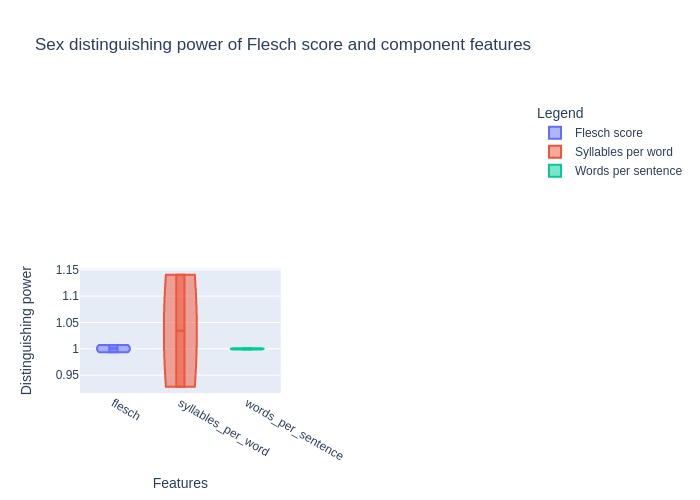 Sex distinguishing power of Flesch score and component features
Legend
Flesch score
Syllables per word
Words per sentence
Distinguishing power
1.15
1.1
1.05
1
0.95
flesch
syllables_per_word
words_per_sentence
Features